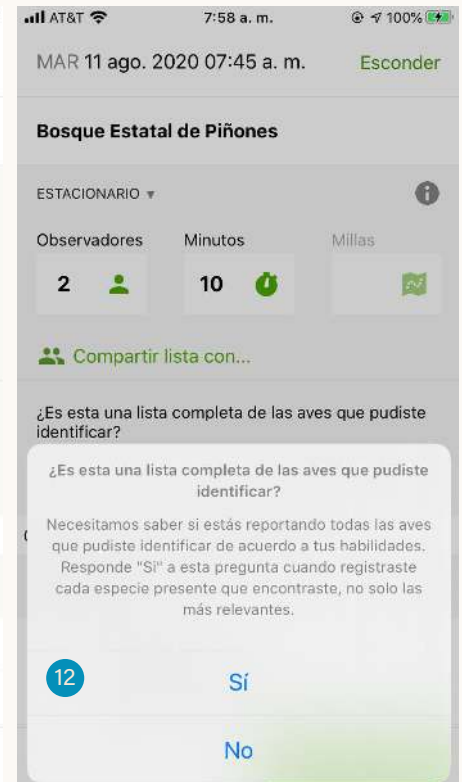 AT&T 7:58 a. m. 100%
MAR 11 ago. 2020 07:45 a. m. Esconder
Bosque Estatal de Piñones
ESTACIONARIO
Observadores Minutos Millas
2 10
Compartir lista con...
¿Es esta una lista completa de las aves que pudiste
identificar?
¿Es esta una lista completa de las aves que pudiste
identificar?
Necesitamos saber si estás reportando todas las aves
que pudiste identificar de acuerdo a tus habilidades.
Responde "Si" a esta pregunta cuando registraste
cada especie presente que encontraste, no solo las
más relevantes.
12 Sí
No